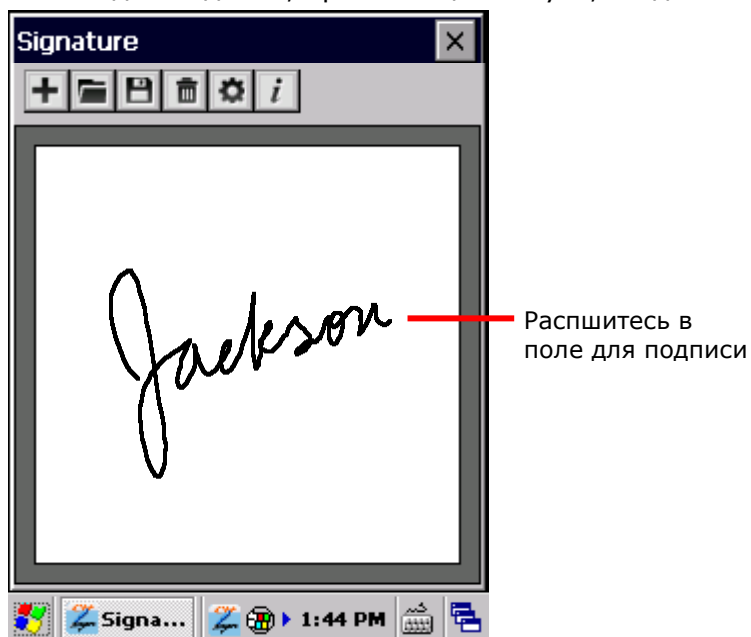 Signature
i
Jackson
Распшитесь в
поле для подписи
Signa... 1:44 PM